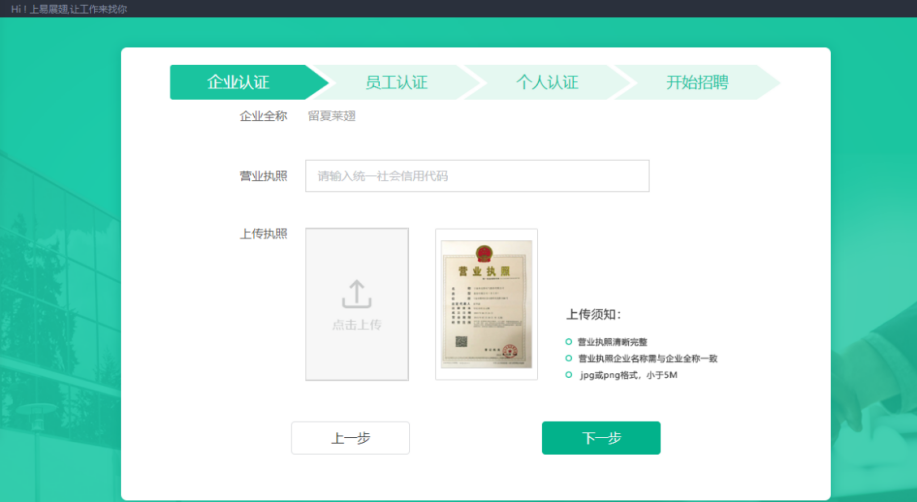 Hi！上易展翅,让工作来找你
企业认证
员工认证
个人认证
开始招聘
企业全称 留夏莱翅
营业执照 请输入统一社会信用代码
上传执照
点击上传
营业执照
上传须知：
营业执照清晰完整
营业执照企业名称需与企业全称一致
jpg或png格式，小于5M
上一步
下一步